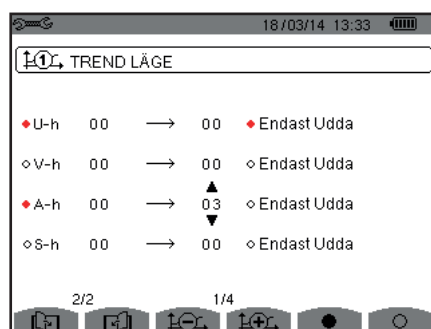 18/03/14 13:33
1 TREND LÄGE
U-h 00 → 00 Endast Udda
V-h 00 → 00 Endast Udda
A-h 00 → 03 Endast Udda
S-h 00 → 00 Endast Udda
2/2 1/4